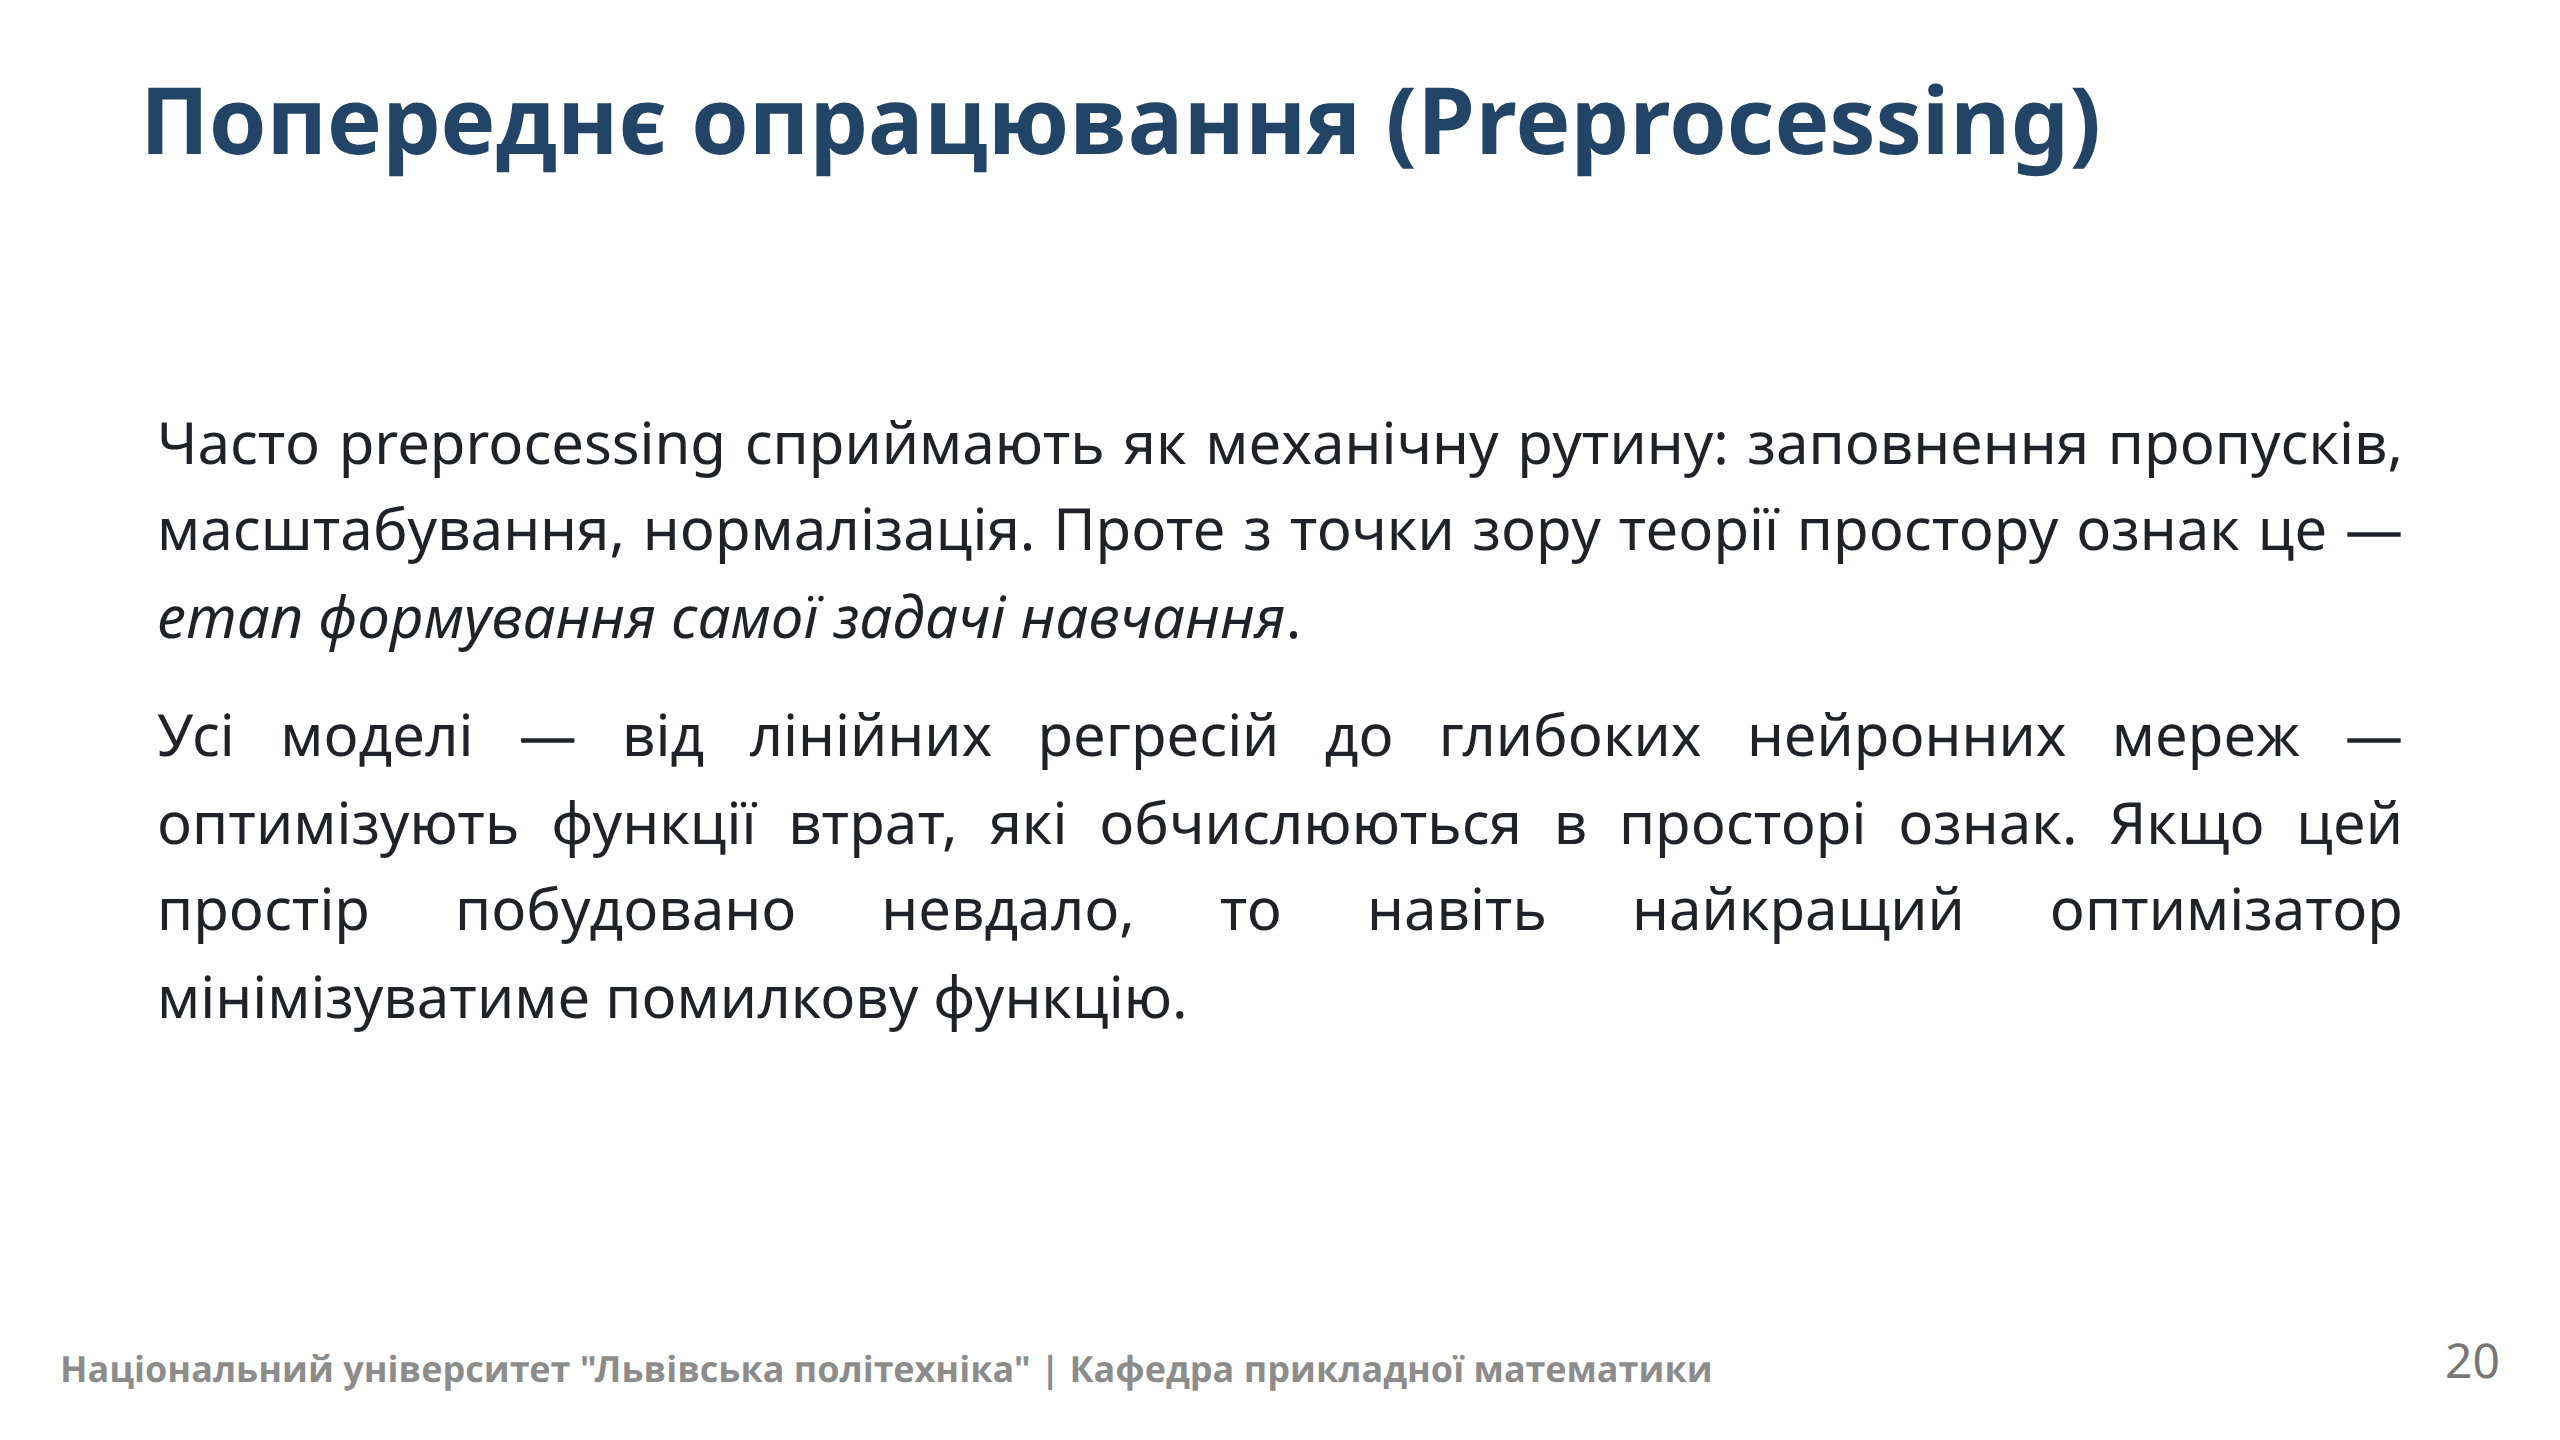 Попереднє опрацювання (Preprocessing)
Часто preprocessing сприймають як механічну рутину: заповнення пропусків,
масштабування, нормалізація. Проте з точки зору теорії простору ознак це —
етап формування самої задачі навчання.
Усі моделі — від лінійних регресій до глибоких нейронних мереж —
оптимізують функції втрат, які обчислюються в просторі ознак. Якщо цей
простір побудовано невдало, то навіть найкращий оптимізатор
мінімізуватиме помилкову функцію.
Національний університет "Львівська політехніка" | Кафедра прикладної математики
20